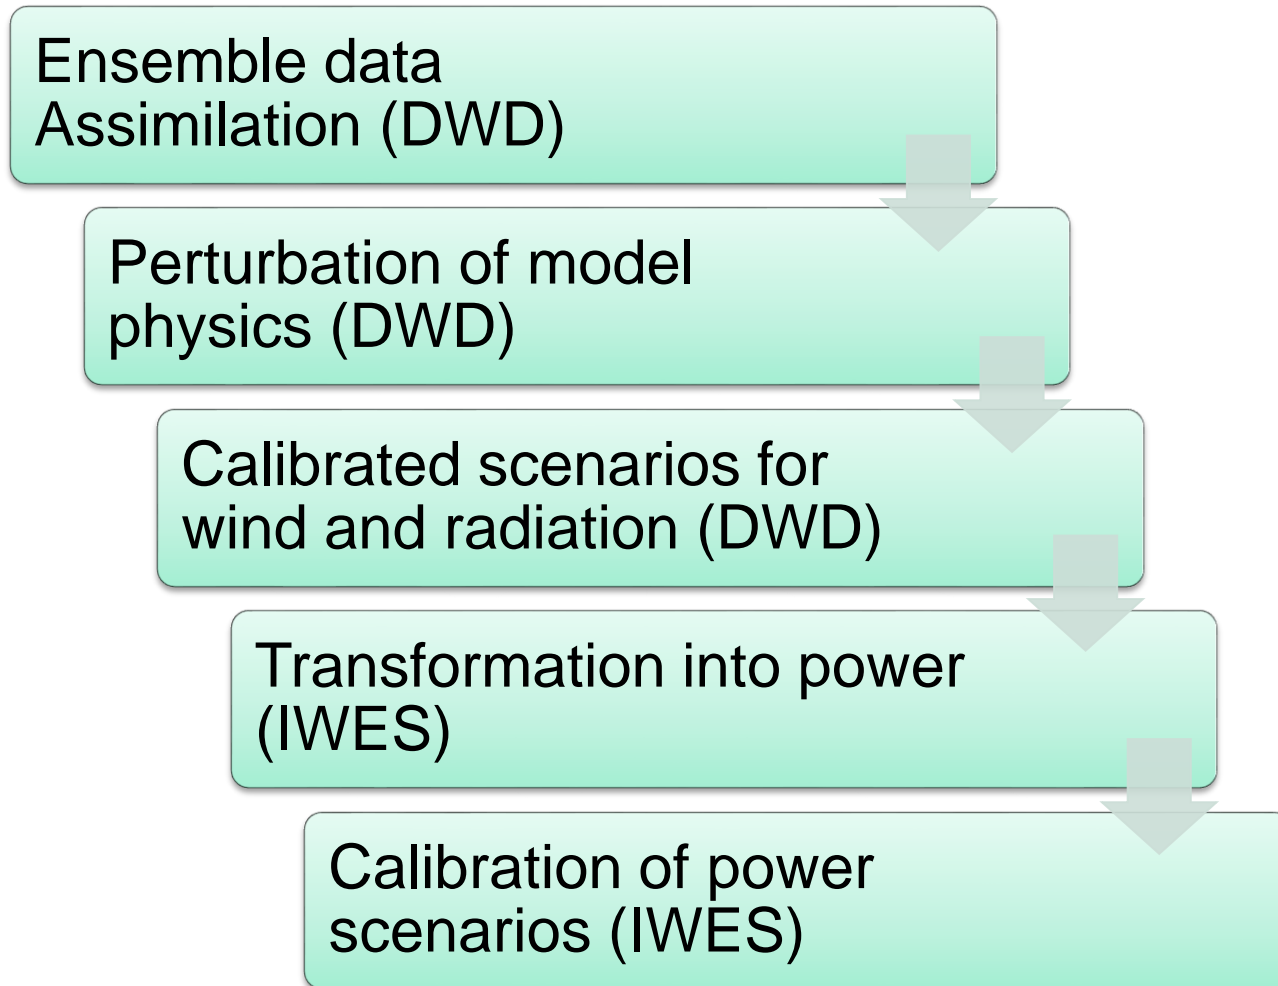 Ensemble data
Assimilation (DWD)
Perturbation of model
physics (DWD)
Calibrated scenarios for
wind and radiation (DWD)
Transformation into power
(IWES)
Calibration of power
scenarios (IWES)